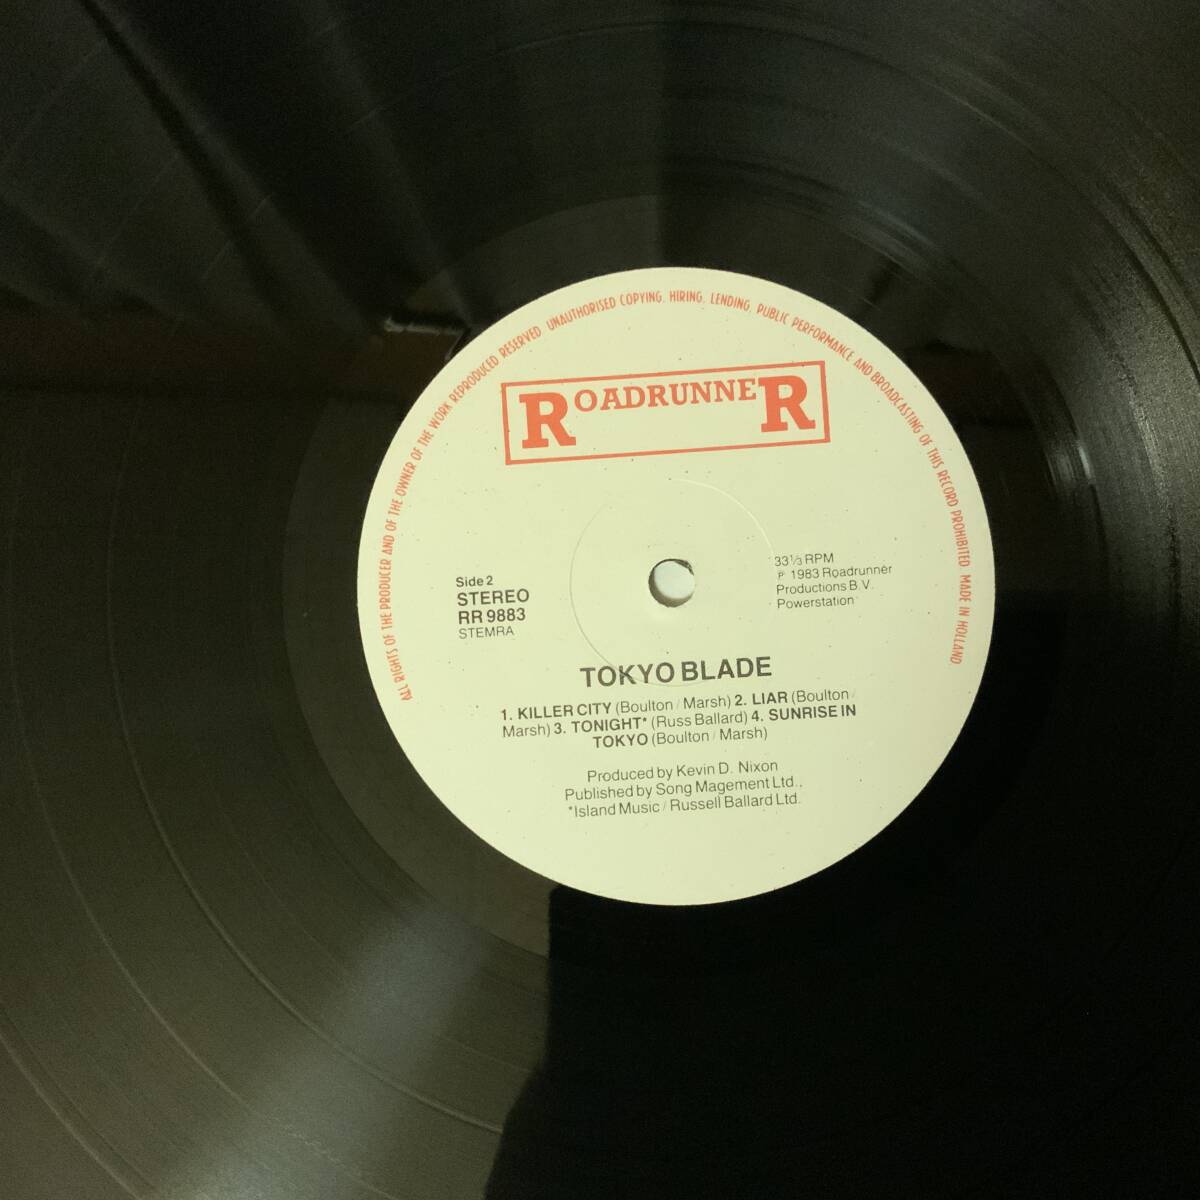 ALL RIGHTS OF THE PRODUCER AND OF THE OWNER OF THE WORK REPRODUCED RESERVED. UNAUTHORISED COPYING, HIRING, LENDING, PUBLIC PERFORMANCE AND BROADCASTING OF THIS RECORD PROHIBITED. MADE IN HOLLAND
ROADRUNNER
Side 2
STEREO
RR 9883
STEMRA
33⅓ RPM
℗ 1983 Roadrunner
Productions B.V.
Powerstation
TOKYO BLADE
1. KILLER CITY (Boulton / Marsh) 2. LIAR (Boulton /
Marsh) 3. TONIGHT* (Russ Ballard) 4. SUNRISE IN
TOKYO (Boulton / Marsh)
Produced by Kevin D. Nixon
Published by Song Magement Ltd.,
*Island Music / Russell Ballard Ltd.